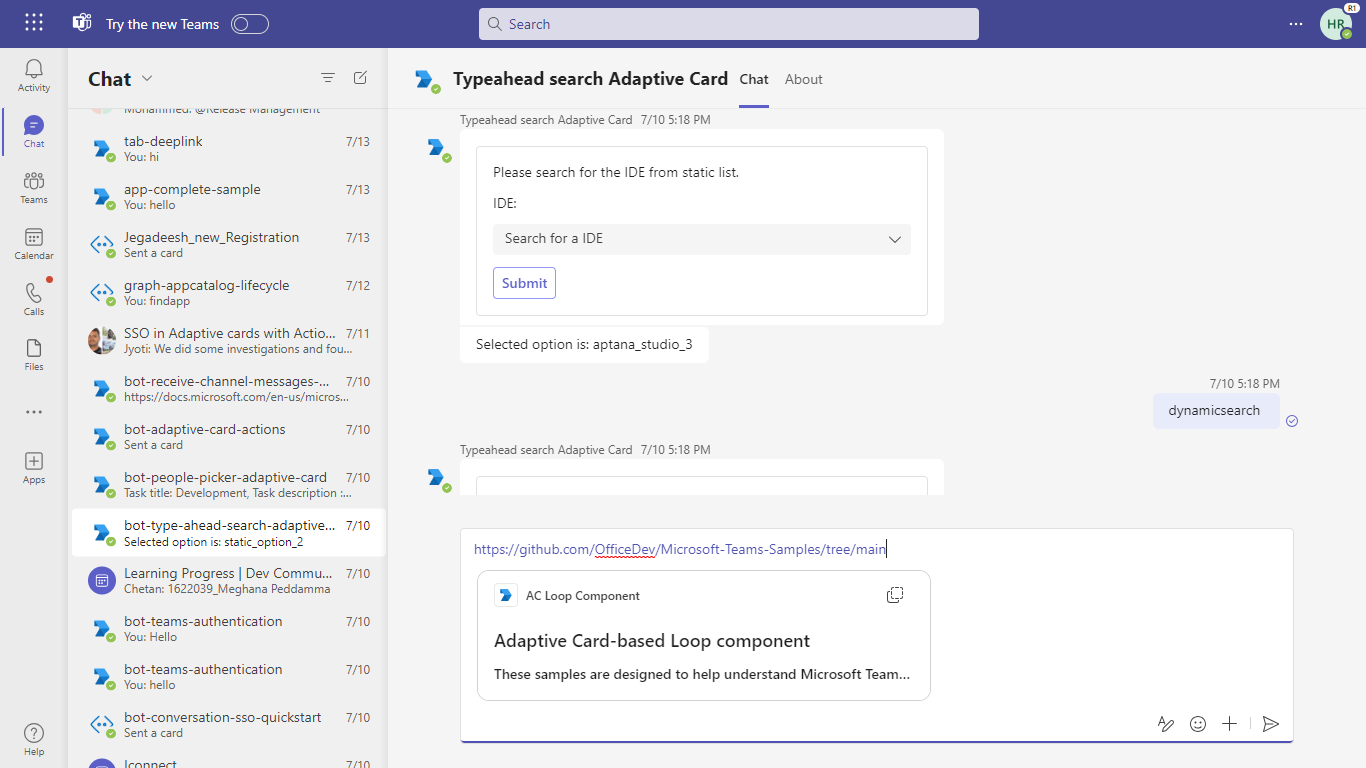 Try the new Teams
Search
R1
HR
Activity
Chat
Teams
Calendar
Calls
Files
Apps
Help
Chat
Mohammed: @Release Management
tab-deeplink 7/13
You: hi
app-complete-sample 7/13
You: hello
Jegadeesh_new_Registration 7/13
Sent a card
graph-appcatalog-lifecycle 7/12
You: findapp
SSO in Adaptive cards with Actio... 7/11
Jyoti: We did some investigations and fou...
bot-receive-channel-messages-... 7/10
https://docs.microsoft.com/en-us/micros...
bot-adaptive-card-actions 7/10
Sent a card
bot-people-picker-adaptive-card 7/10
Task title: Development, Task description :...
bot-type-ahead-search-adaptive... 7/10
Selected option is: static_option_2
Learning Progress | Dev Commu... 7/10
Chetan: 1622039_Meghana Peddamma
bot-teams-authentication 7/10
You: Hello
bot-teams-authentication 7/10
You: hello
bot-conversation-sso-quickstart 7/10
Sent a card
Iconnect 7/10
Typeahead search Adaptive Card Chat About
Typeahead search Adaptive Card 7/10 5:18 PM
Please search for the IDE from static list.
IDE:
Search for a IDE
Submit
Selected option is: aptana_studio_3
7/10 5:18 PM
dynamicsearch
Typeahead search Adaptive Card 7/10 5:18 PM
https://github.com/OfficeDev/Microsoft-Teams-Samples/tree/main
AC Loop Component
Adaptive Card-based Loop component
These samples are designed to help understand Microsoft Team...